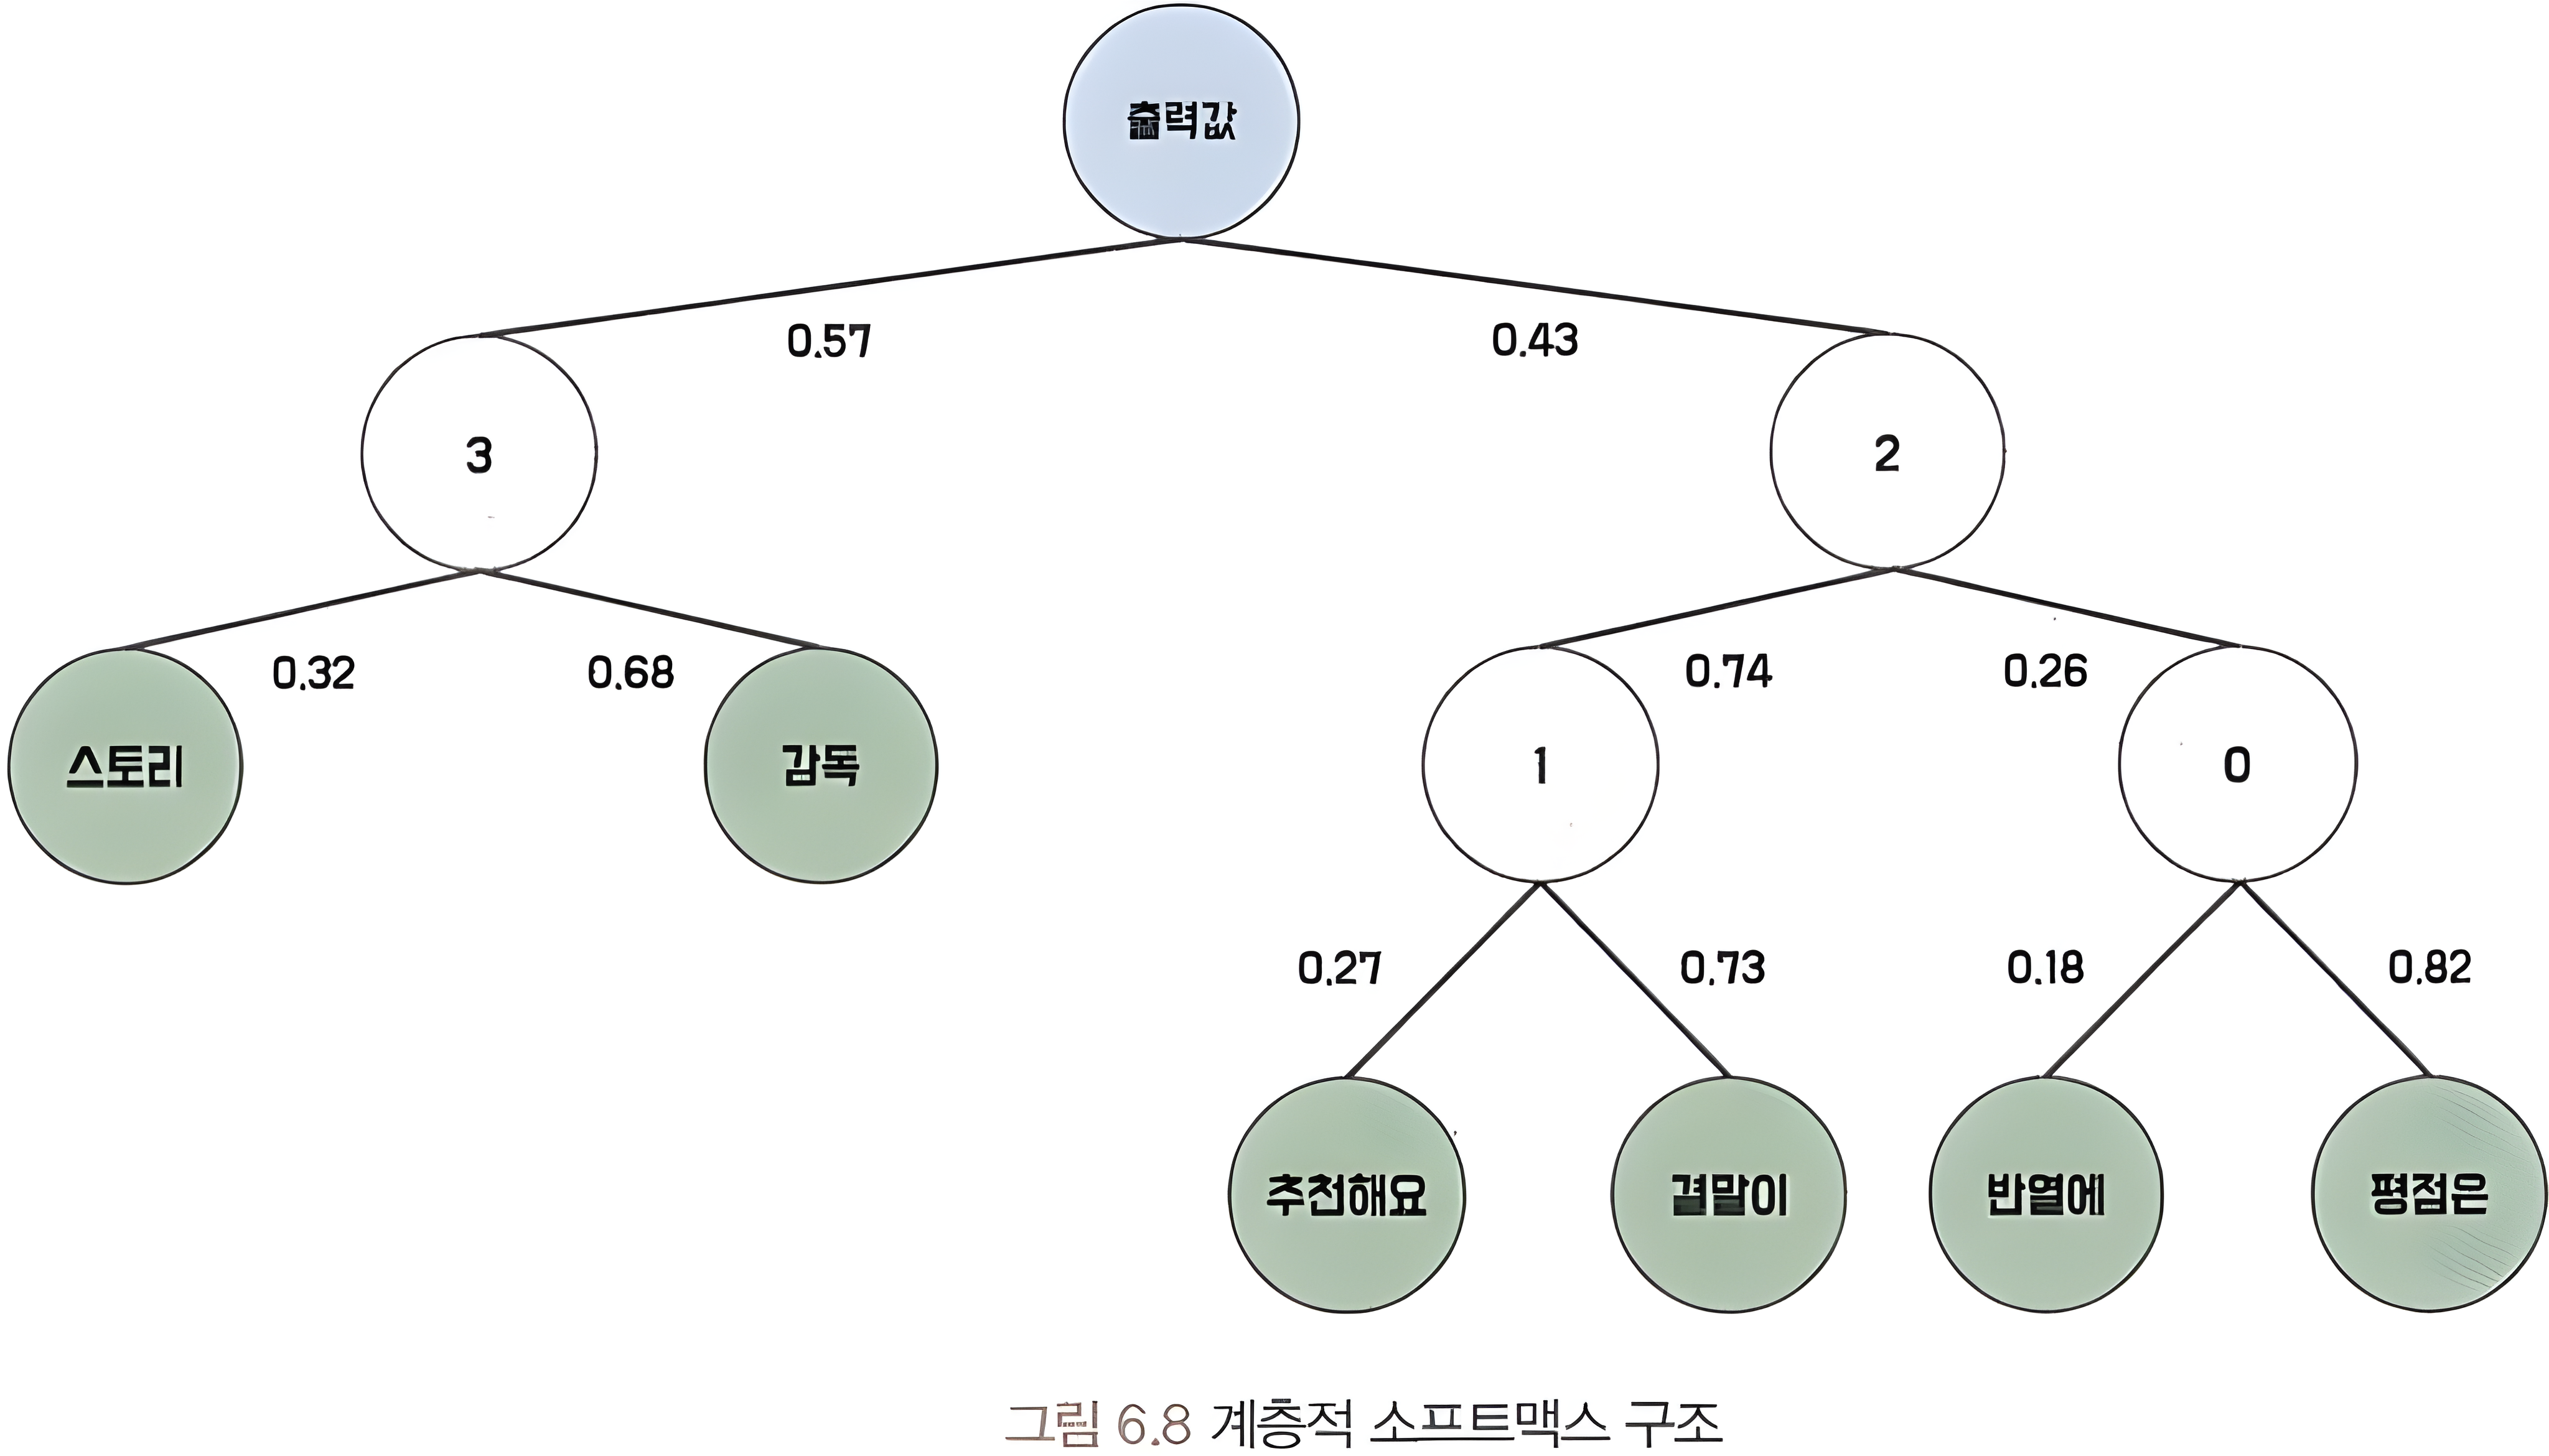 출력값
0.57 0.43
3 2
0.32 0.68 0.74 0.26
스토리 감독 1 0
0.27 0.73 0.18 0.82
추천해요 결말이 반열에 평점은
그림 6.8 계층적 소프트맥스 구조